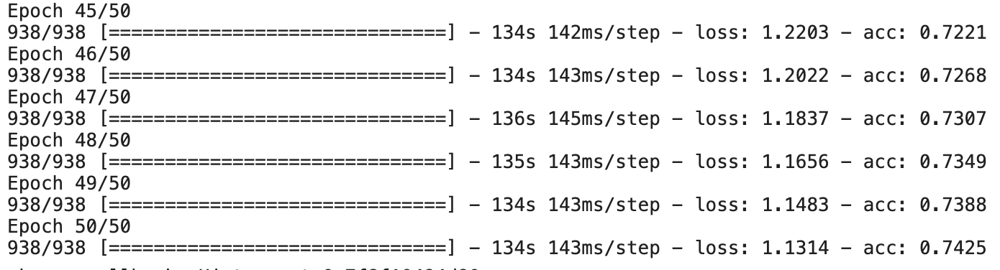 Epoch 45/50
938/938 [==============================] – 134s 142ms/step – loss: 1.2203 – acc: 0.7221
Epoch 46/50
938/938 [==============================] – 134s 143ms/step – loss: 1.2022 – acc: 0.7268
Epoch 47/50
938/938 [==============================] – 136s 145ms/step – loss: 1.1837 – acc: 0.7307
Epoch 48/50
938/938 [==============================] – 135s 143ms/step – loss: 1.1656 – acc: 0.7349
Epoch 49/50
938/938 [==============================] – 134s 143ms/step – loss: 1.1483 – acc: 0.7388
Epoch 50/50
938/938 [==============================] – 134s 143ms/step – loss: 1.1314 – acc: 0.7425